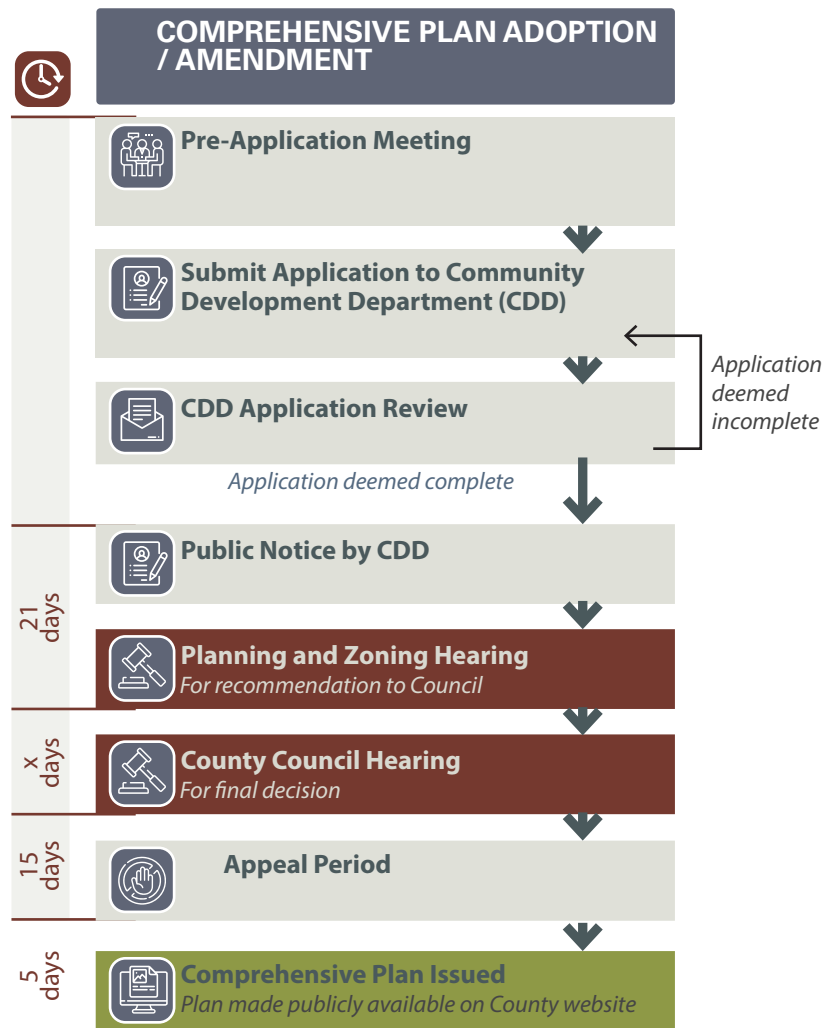 COMPREHENSIVE PLAN ADOPTION
/ AMENDMENT
Pre-Application Meeting
Submit Application to Community
Development Department (CDD)
Application
deemed
incomplete
CDD Application Review
Application deemed complete
21
days
Public Notice by CDD
Planning and Zoning Hearing
For recommendation to Council
x
days
County Council Hearing
For final decision
15
days
Appeal Period
5
days
Comprehensive Plan Issued
Plan made publicly available on County website